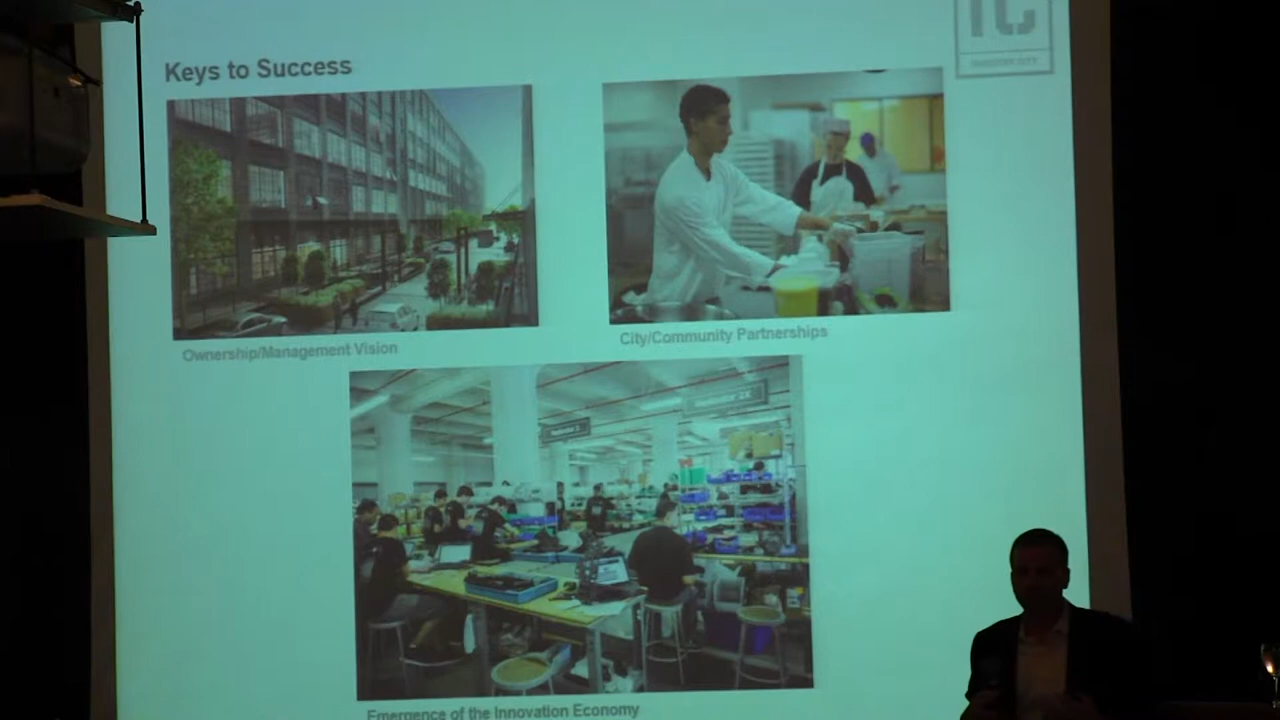 Keys to Success
Ownership/Management Vision
City/Community Partnerships
Emergence of the Innovation Economy